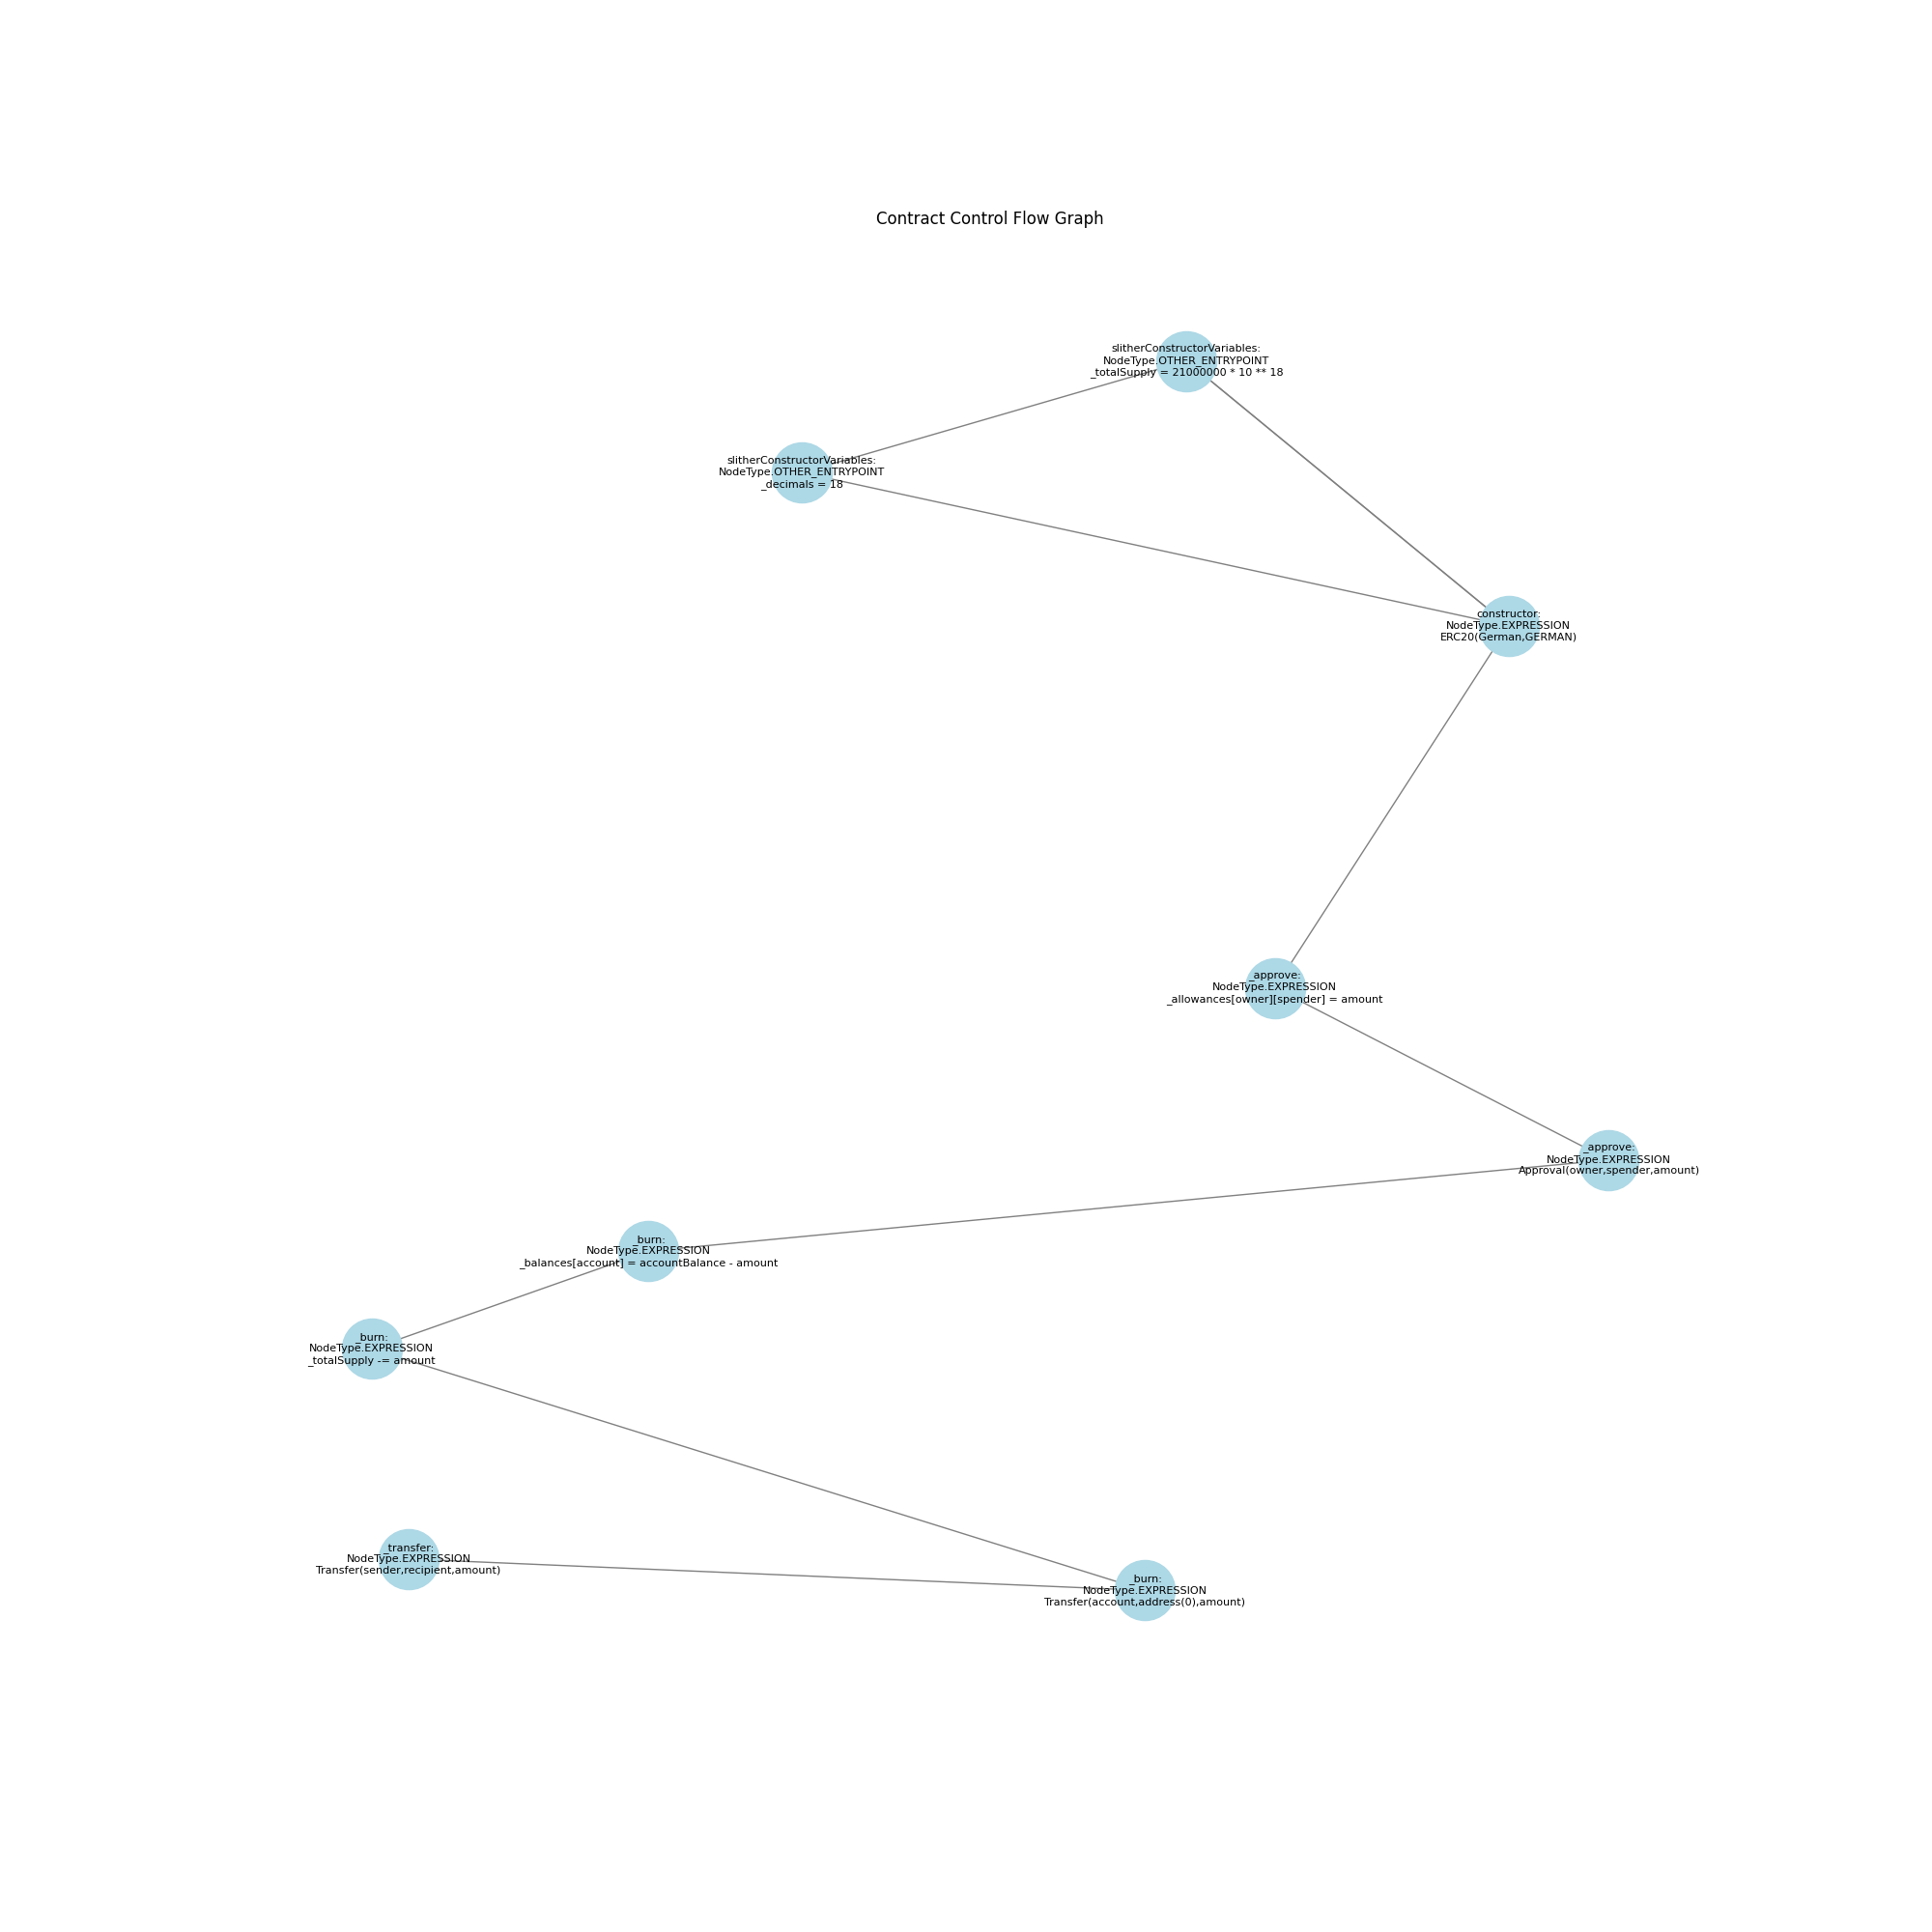 Contract Control Flow Graph
slitherConstructorVariables:
NodeType.OTHER_ENTRYPOINT
_totalSupply = 21000000 * 10 ** 18
slitherConstructorVariables:
NodeType.OTHER_ENTRYPOINT
_decimals = 18
constructor:
NodeType.EXPRESSION
ERC20(German,GERMAN)
_approve:
NodeType.EXPRESSION
_allowances[owner][spender] = amount
_approve:
NodeType.EXPRESSION
Approval(owner,spender,amount)
_burn:
NodeType.EXPRESSION
_balances[account] = accountBalance - amount
_burn:
NodeType.EXPRESSION
_totalSupply -= amount
_transfer:
NodeType.EXPRESSION
Transfer(sender,recipient,amount)
_burn:
NodeType.EXPRESSION
Transfer(account,address(0),amount)